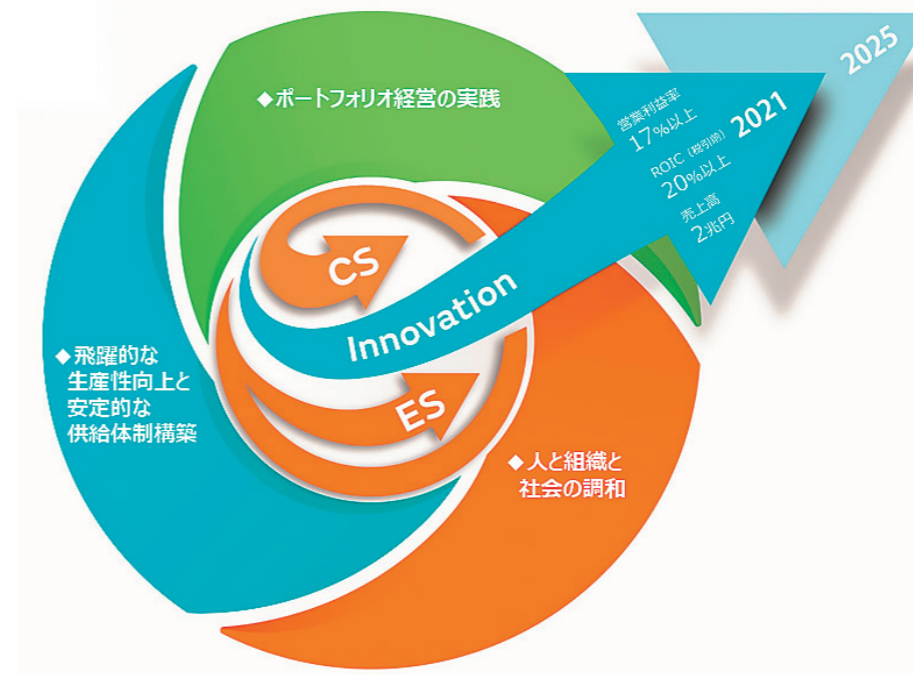 ◆ポートフォリオ経営の実践
2025
2021
営業利益率
17%以上
ROIC（税引前）
20%以上
売上高
2兆円
CS
Innovation
ES
◆飛躍的な
生産性向上と
安定的な
供給体制構築
◆人と組織と
社会の調和